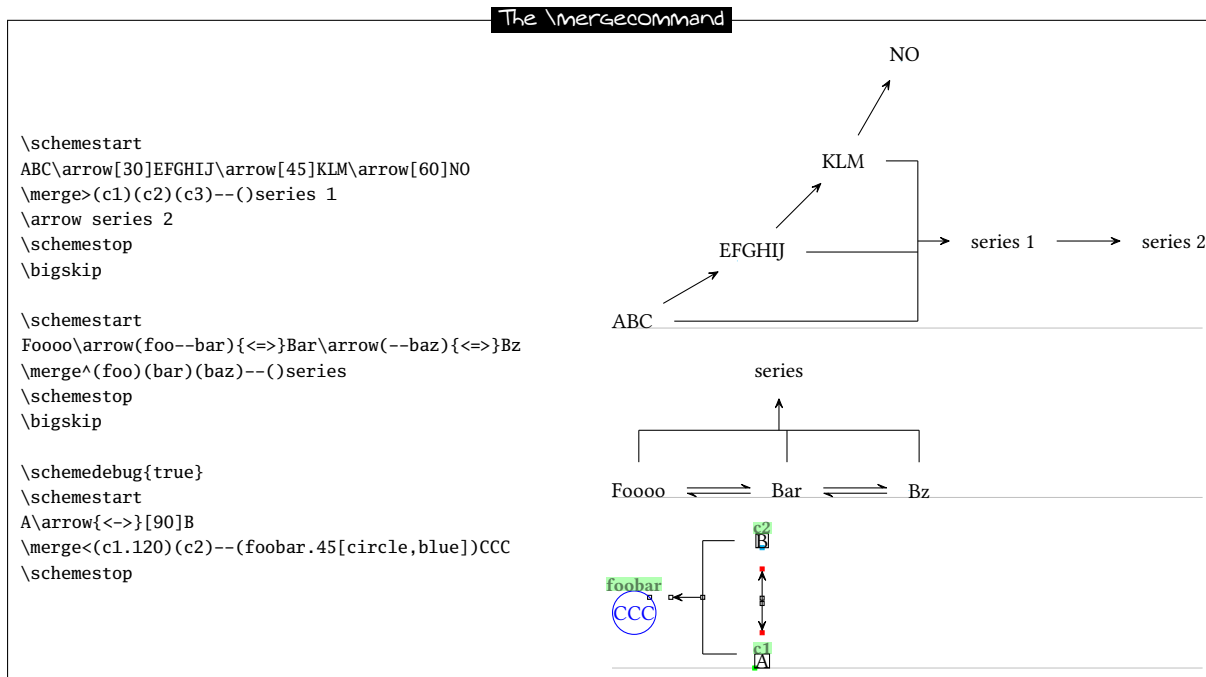 The \mergecommand
\schemestart
ABC\arrow[30]EFGHIJ\arrow[45]KLM\arrow[60]NO
\merge>(c1)(c2)(c3)--()series 1
\arrow series 2
\schemestop
\bigskip
\schemestart
Foooo\arrow(foo--bar){<=>}Bar\arrow(--baz){<=>}Bz
\merge^(foo)(bar)(baz)--()series
\schemestop
\bigskip
\schemedebug{true}
\schemestart
A\arrow{<->}[90]B
\merge<(c1.120)(c2)--(foobar.45[circle,blue])CCC
\schemestop
NO
KLM
EFGHIJ
series 1 series 2
ABC
series
Foooo Bar Bz
c2
B
foobar
CCC
c1
A